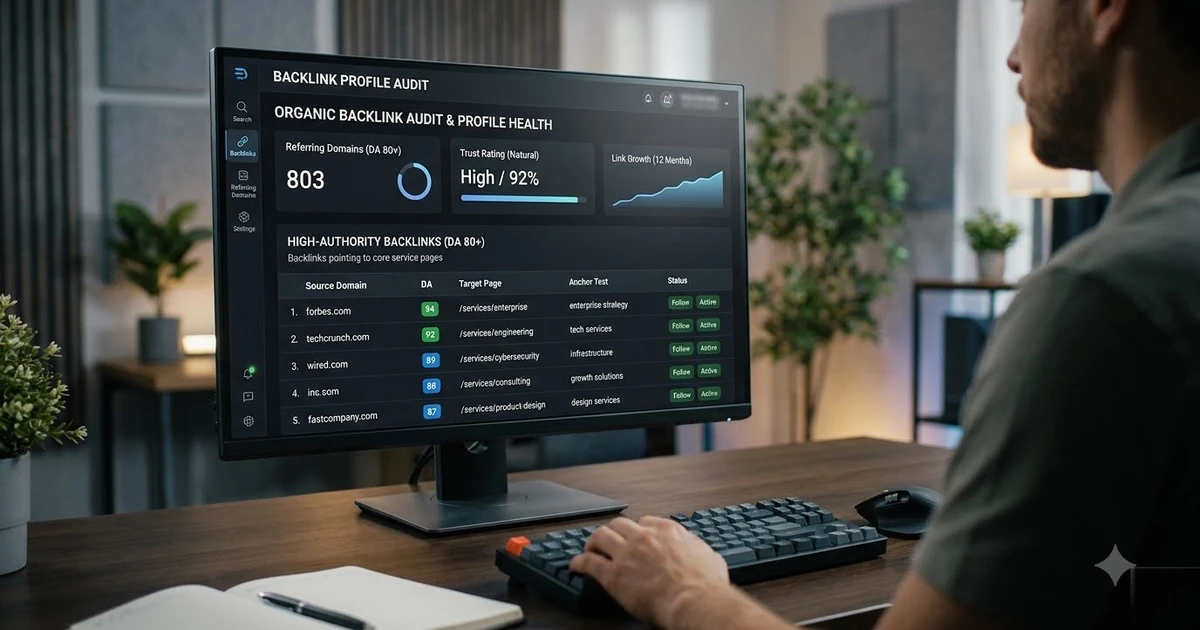 BACKLINK PROFILE AUDIT
ORGANIC BACKLINK AUDIT & PROFILE HEALTH
Search
Backlinks
Referring
Domains
Settings
Referring Domains (DA 80+)
803
Trust Rating (Natural)
High / 92%
Link Growth (12 Months)
HIGH-AUTHORITY BACKLINKS (DA 80+)
Backlinks pointing to core service pages
Source Domain DA Target Page Ancher Test Status
1. forbes.com 94 /services/enterprise enterprise strategy Follow Active
2. techcrunch.com 92 /services/engineering tech services Follow Active
3. wired.com 89 /services/cybersecurity infrastructure Follow Active
4. inc.som 88 /services/consulting growth solutions Follow Active
5. fastcompany.com 87 /services/product design design services Follow Active